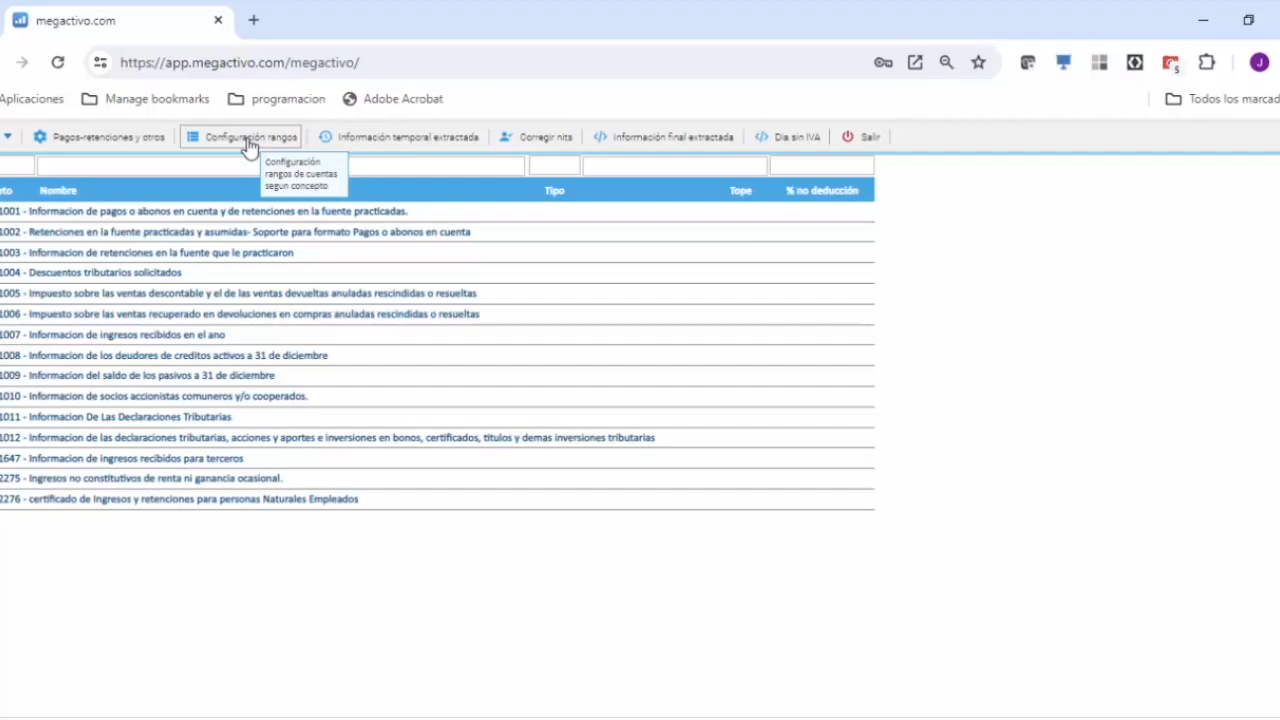 megactivo.com
https://app.megactivo.com/megactivo/
5
J
Aplicaciones
Manage bookmarks
programacion
Adobe Acrobat
Todos los marcad
Pagos-retenciones y otros
Configuración rangos
Información temporal extractada
Corregir nits
Información final extractada
Dia sin IVA
Salir
Configuración
rangos de cuentas
segun concepto
pto Nombre Tipo Tope % no deducción
1001 - Informacion de pagos o abonos en cuenta y de retenciones en la fuente practicadas.
1002 - Retenciones en la fuente practicadas y asumidas- Soporte para formato Pagos o abonos en cuenta
1003 - Informacion de retenciones en la fuente que le practicaron
1004 - Descuentos tributarios solicitados
1005 - Impuesto sobre las ventas descontable y el de las ventas devueltas anuladas rescindidas o resueltas
1006 - Impuesto sobre las ventas recuperado en devoluciones en compras anuladas rescindidas o resueltas
1007 - Informacion de ingresos recibidos en el ano
1008 - Informacion de los deudores de creditos activos a 31 de diciembre
1009 - Informacion del saldo de los pasivos a 31 de diciembre
1010 - Informacion de socios accionistas comuneros y/o cooperados.
1011 - Informacion De Las Declaraciones Tributarias
1012 - Informacion de las declaraciones tributarias, acciones y aportes e inversiones en bonos, certificados, titulos y demas inversiones tributarias
1647 - Informacion de ingresos recibidos para terceros
2275 - Ingresos no constitutivos de renta ni ganancia ocasional.
2276 - certificado de Ingresos y retenciones para personas Naturales Empleados